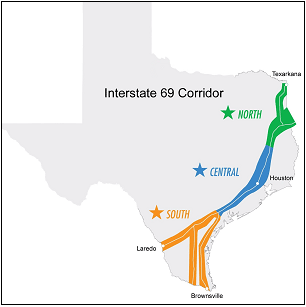 Texarkana
Interstate 69 Corridor
NORTH
CENTRAL
Houston
SOUTH
Laredo
Brownsville